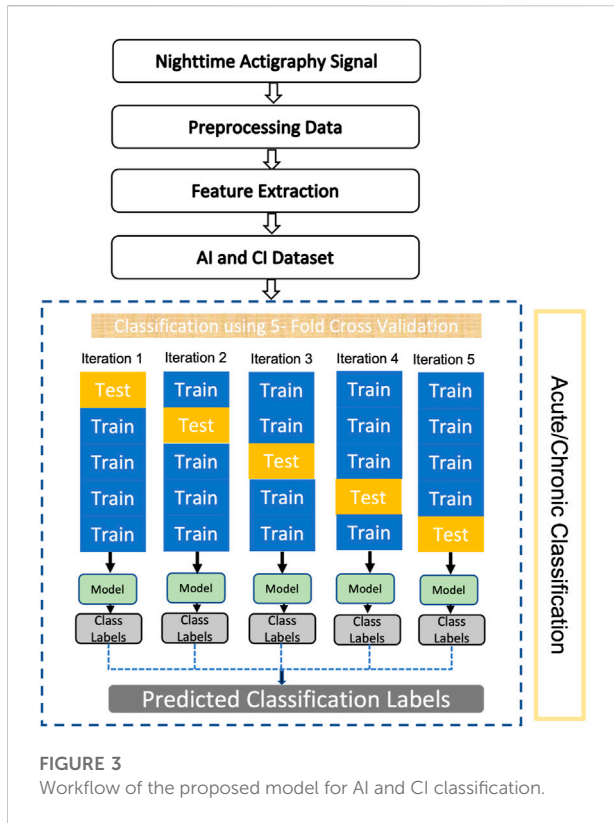 Nighttime Actigraphy Signal
Preprocessing Data
Feature Extraction
AI and CI Dataset
Classification using 5- Fold Cross Validation
Iteration 1 Iteration 2 Iteration 3 Iteration 4 Iteration 5
Test Train Train Train Train
Train Test Train Train Train
Train Train Test Train Train
Train Train Train Test Train
Train Train Train Train Test
Model Model Model Model Model
Class Class Class Class Class
Labels Labels Labels Labels Labels
Predicted Classification Labels
Acute/Chronic Classification
FIGURE 3
Workflow of the proposed model for AI and CI classification.